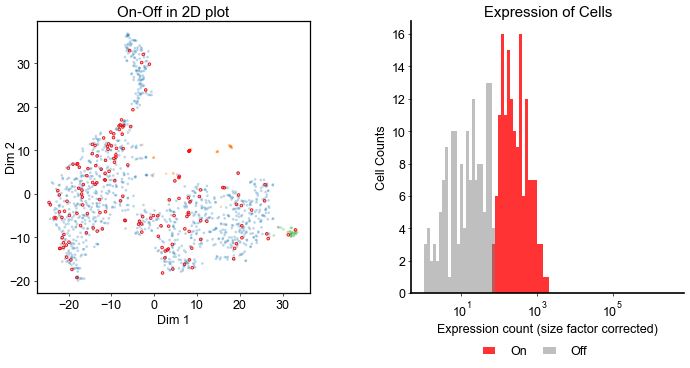 On-Off in 2D plot
Expression of Cells
Dim 2
30
20
10
0
−10
−20
−20 −10 0 10 20 30
Dim 1
Cell Counts
16
14
12
10
8
6
4
2
0
10^1 10^3 10^5
Expression count (size factor corrected)
On Off